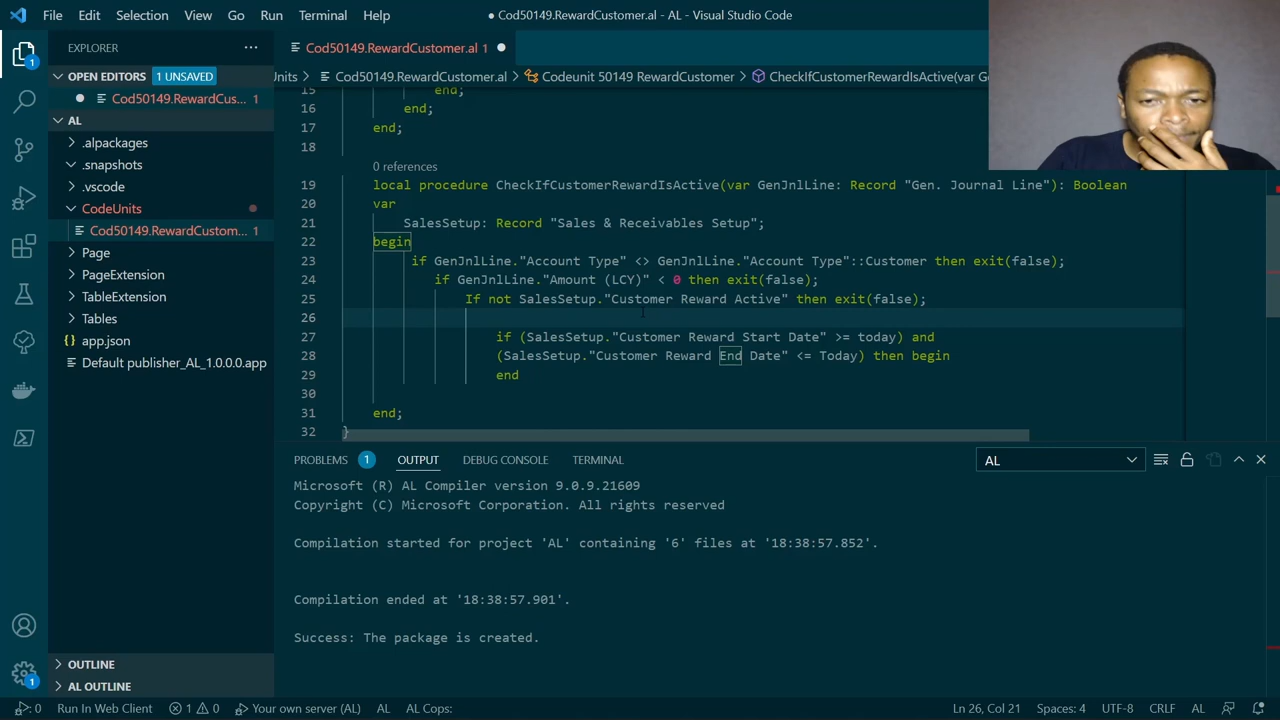 File Edit Selection View Go Run Terminal Help
Cod50149.RewardCustomer.al - AL - Visual Studio Code
EXPLORER
Cod50149.RewardCustomer.al 1
OPEN EDITORS 1 UNSAVED
Units Cod50149.RewardCustomer.al Codeunit 50149 RewardCustomer CheckIfCustomerRewardIsActive(var Ge
Cod50149.RewardCus... 1
AL
.alpackages
.snapshots
.vscode
CodeUnits
Cod50149.RewardCustom... 1
Page
PageExtension
TableExtension
Tables
app.json
Default publisher_AL_1.0.0.0.app
15 end;
16 end;
17 end;
18
0 references
19 local procedure CheckIfCustomerRewardIsActive(var GenJnlLine: Record "Gen. Journal Line"): Boolean
20 var
21 SalesSetup: Record "Sales & Receivables Setup";
22 begin
23 if GenJnlLine."Account Type" <> GenJnlLine."Account Type"::Customer then exit(false);
24 if GenJnlLine."Amount (LCY)" < 0 then exit(false);
25 If not SalesSetup."Customer Reward Active" then exit(false);
26
27 if (SalesSetup."Customer Reward Start Date" >= today) and
28 (SalesSetup."Customer Reward End Date" <= Today) then begin
29 end
30
31 end;
32 }
PROBLEMS 1 OUTPUT DEBUG CONSOLE TERMINAL
AL
Microsoft (R) AL Compiler version 9.0.9.21609
Copyright (C) Microsoft Corporation. All rights reserved
Compilation started for project 'AL' containing '6' files at '18:38:57.852'.
Compilation ended at '18:38:57.901'.
Success: The package is created.
OUTLINE
AL OUTLINE
1
1
0 Run In Web Client 1 0 Your own server (AL) AL AL Cops: Ln 26, Col 21 Spaces: 4 UTF-8 CRLF AL